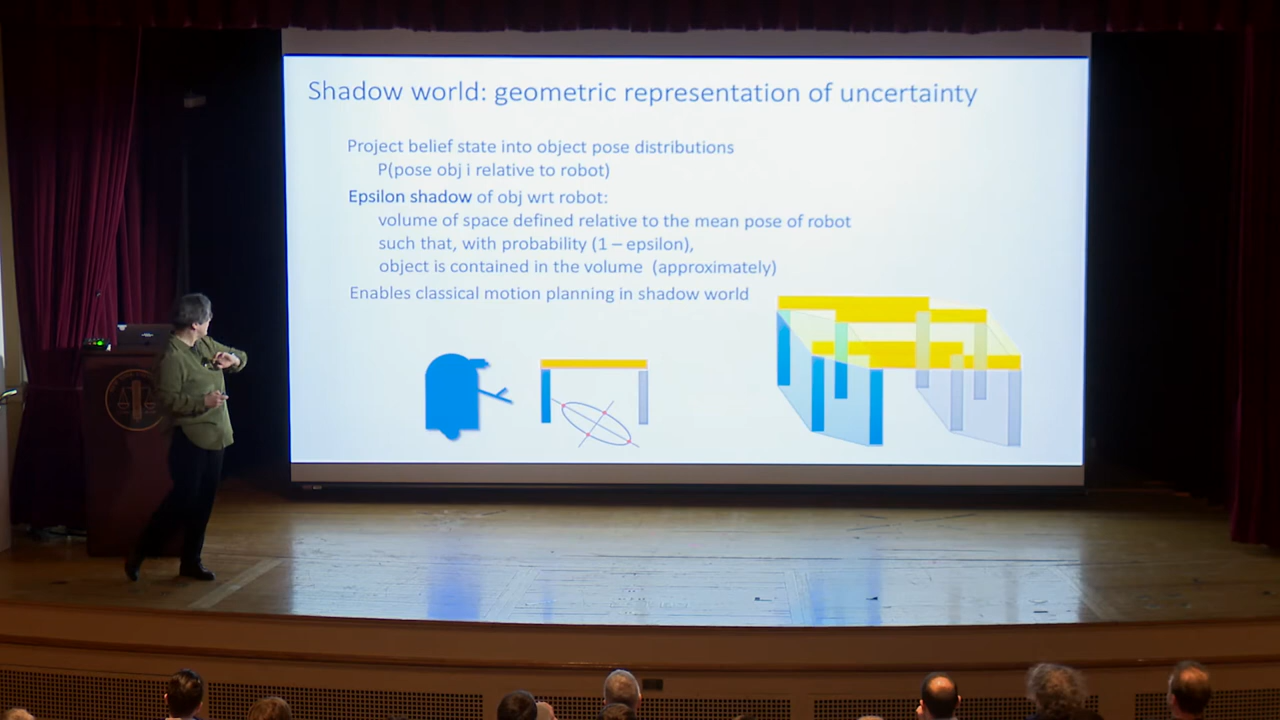 Shadow world: geometric representation of uncertainty
Project belief state into object pose distributions
P(pose obj i relative to robot)
Epsilon shadow of obj wrt robot:
volume of space defined relative to the mean pose of robot
such that, with probability (1 – epsilon),
object is contained in the volume (approximately)
Enables classical motion planning in shadow world